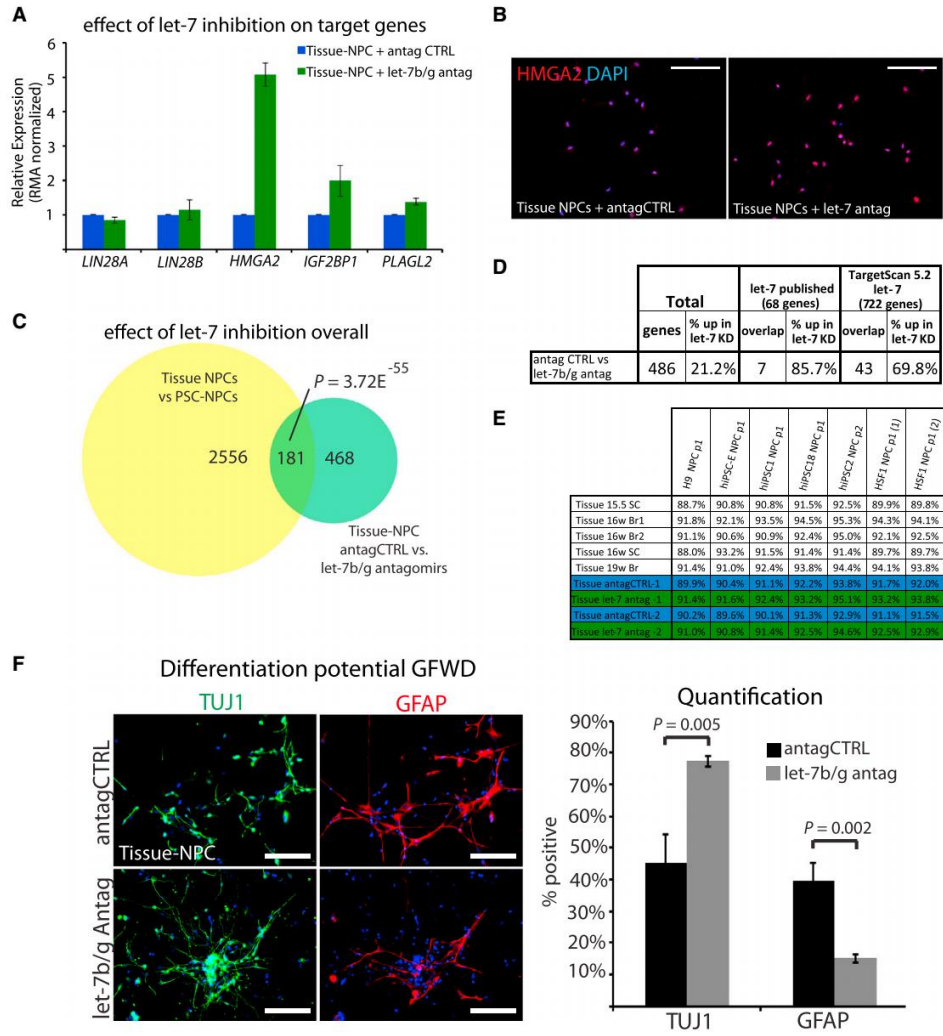 A
effect of let-7 inhibition on target genes
Tissue-NPC + antag CTRL
Tissue-NPC + let-7b/g antag
Relative Expression
(RMA normalized)
6
5
4
3
2
1
LIN28A LIN28B HMGA2 IGF2BP1 PLAGL2
B
HMGA2 DAPI
Tissue NPCs + antagCTRL
Tissue NPCs + let-7 antag
C
effect of let-7 inhibition overall
Tissue NPCs
vs PSC-NPCs
P = 3.72E-55
2556 181 468
Tissue-NPC
antagCTRL vs.
let-7b/g antagomirs
D
Total let-7 published (68 genes) TargetScan 5.2 let-7 (722 genes)
genes % up in let-7 KD overlap % up in let-7 KD overlap % up in let-7 KD
antag CTRL vs let-7b/g antag 486 21.2% 7 85.7% 43 69.8%
E
H9 NPC p1 hiPSC-E NPC p1 hiPSC1 NPC p1 hiPSC18 NPC p1 hiPSC2 NPC p2 HSF1 NPC p1 (1) HSF1 NPC p1 (2)
Tissue 15.5 SC 88.7% 90.8% 90.8% 91.5% 92.5% 89.9% 89.8%
Tissue 16w Br1 91.8% 92.1% 93.5% 94.5% 95.3% 94.3% 94.1%
Tissue 16w Br2 91.1% 90.6% 90.9% 92.4% 95.0% 92.1% 92.5%
Tissue 16w SC 88.0% 93.2% 91.5% 91.4% 91.4% 89.7% 89.7%
Tissue 19w Br 91.4% 91.0% 92.4% 93.8% 94.4% 94.1% 93.8%
Tissue antagCTRL-1 89.9% 90.4% 91.1% 92.2% 93.8% 91.7% 92.0%
Tissue let-7 antag -1 91.4% 91.6% 92.4% 93.2% 95.1% 93.2% 93.8%
Tissue antagCTRL-2 90.2% 89.6% 90.1% 91.3% 92.9% 91.1% 91.5%
Tissue let-7 antag -2 91.0% 90.8% 91.4% 92.5% 94.6% 92.5% 92.9%
F
Differentiation potential GFWD
TUJ1 GFAP
antagCTRL
Tissue-NPC
let-7b/g Antag
Quantification
% positive
90%
80%
70%
60%
50%
40%
30%
20%
10%
P = 0.005
antagCTRL
let-7b/g antag
P = 0.002
TUJ1 GFAP